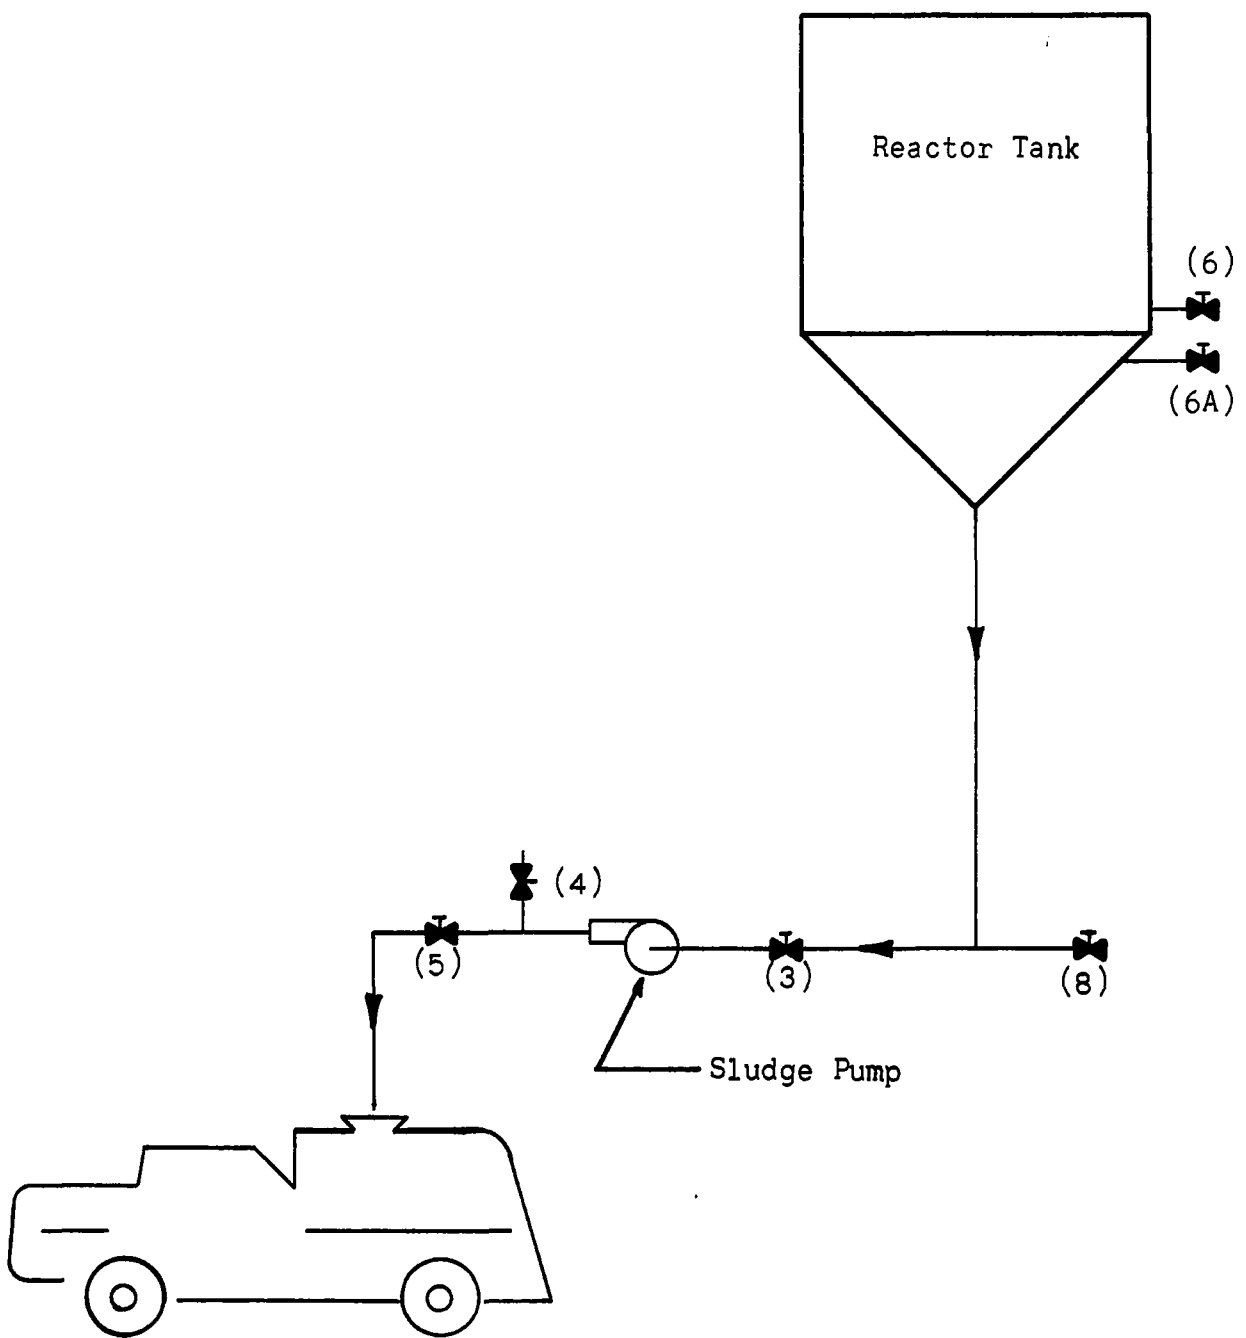 Reactor Tank
(6)
(6A)
(4)
(5)
(3)
(8)
Sludge Pump